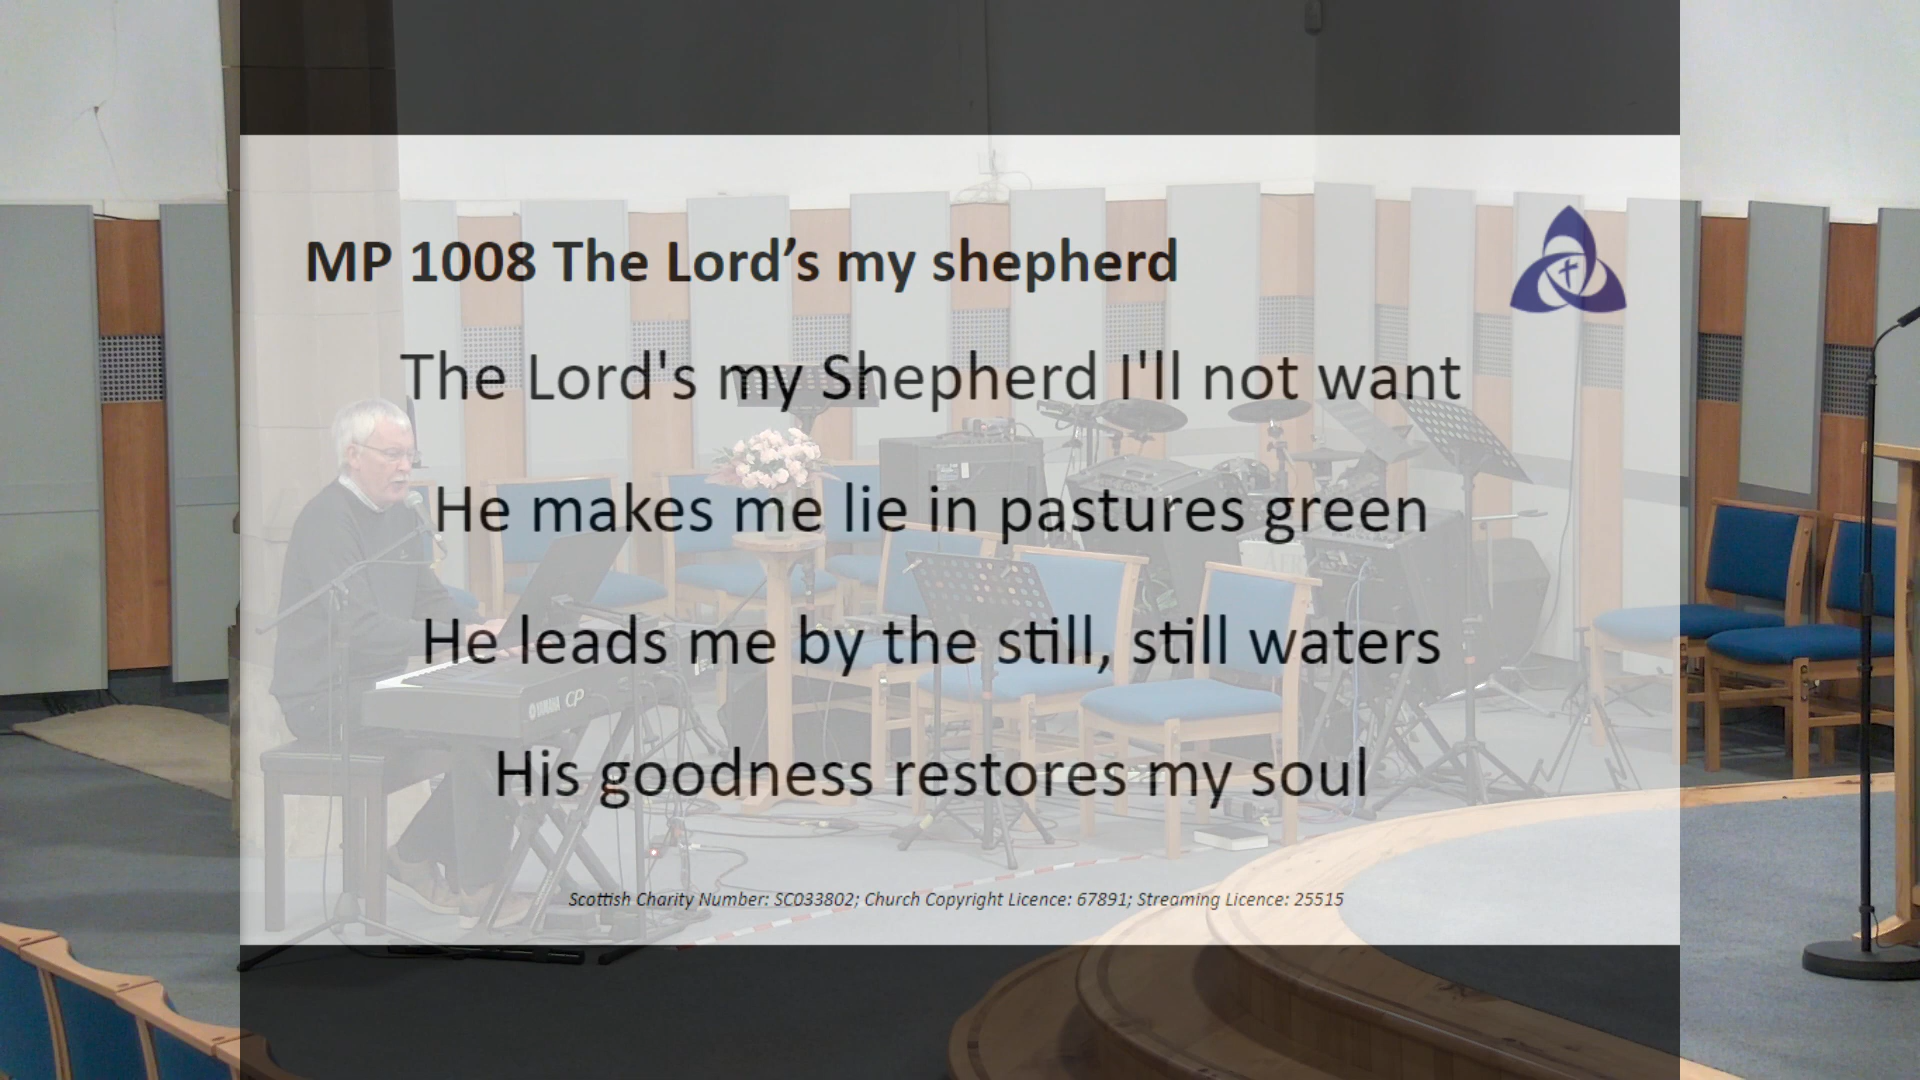 MP 1008 The Lord’s my shepherd
The Lord's my Shepherd I'll not want
He makes me lie in pastures green
He leads me by the still, still waters
His goodness restores my soul
YAMAHA CP
Scottish Charity Number: SC033802; Church Copyright Licence: 67891; Streaming Licence: 25515